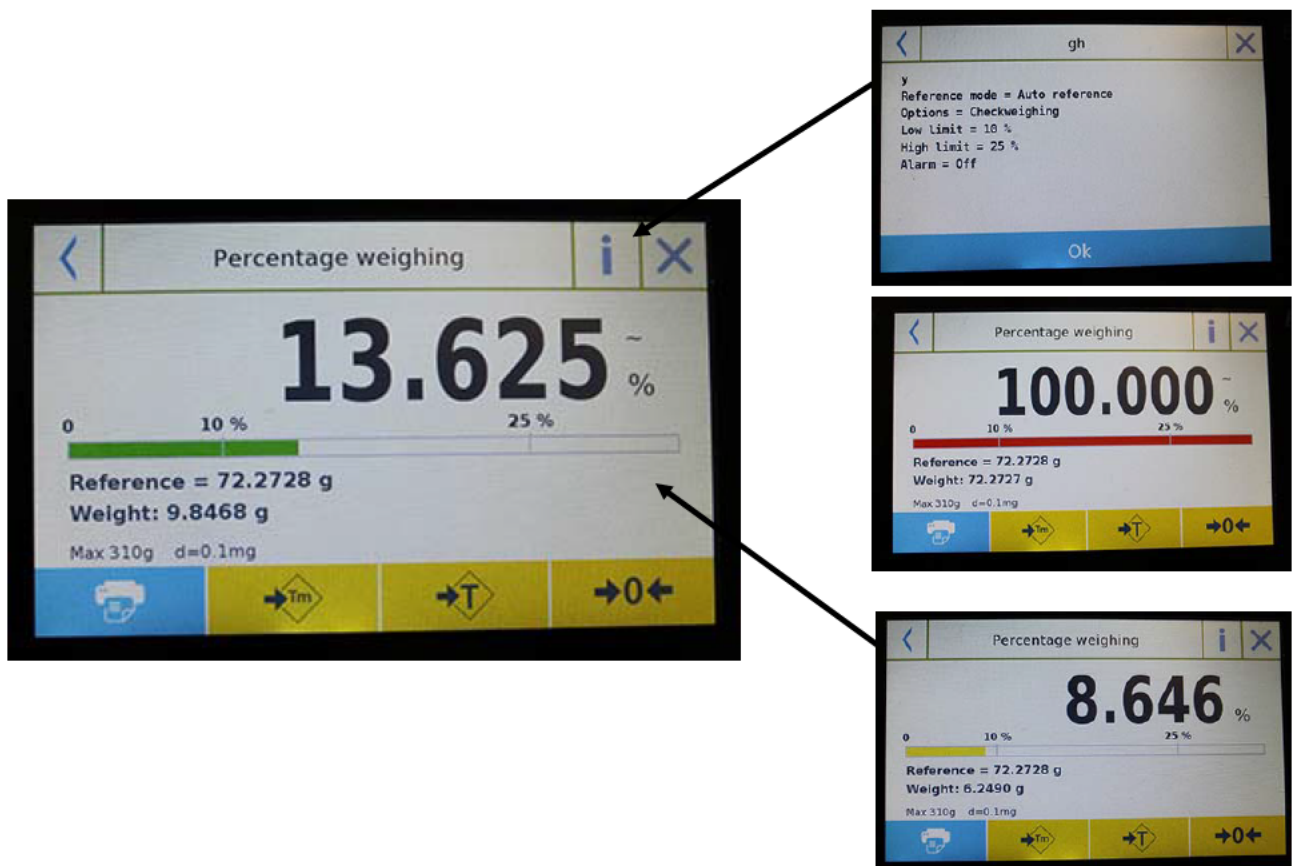 Percentage weighing
i
13.625 ~ %
0 10 % 25 %
Reference = 72.2728 g
Weight: 9.8468 g
Max 310g d=0.1mg
Tm T 0
gh
y
Reference mode = Auto reference
Options = Checkweighing
Low limit = 10 %
High limit = 25 %
Alarm = Off
Ok
Percentage weighing
i
100.000 ~ %
0 10 % 25 %
Reference = 72.2728 g
Weight: 72.2727 g
Max 310g d=0.1mg
Tm T 0
Percentage weighing
i
8.646 %
0 10 % 25 %
Reference = 72.2728 g
Weight: 6.2490 g
Max 310g d=0.1mg
Tm T 0